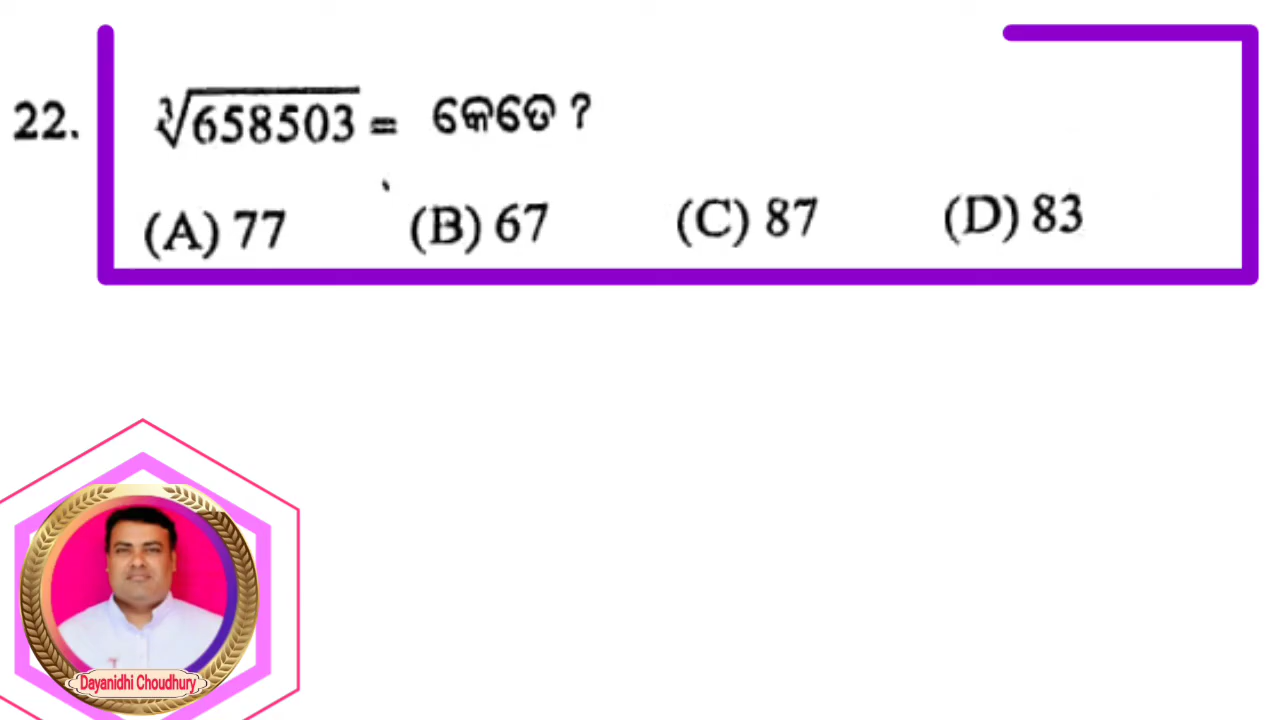 22. ∛658503 = କେତେ ?
(A) 77 (B) 67 (C) 87 (D) 83
Dayanidhi Choudhury